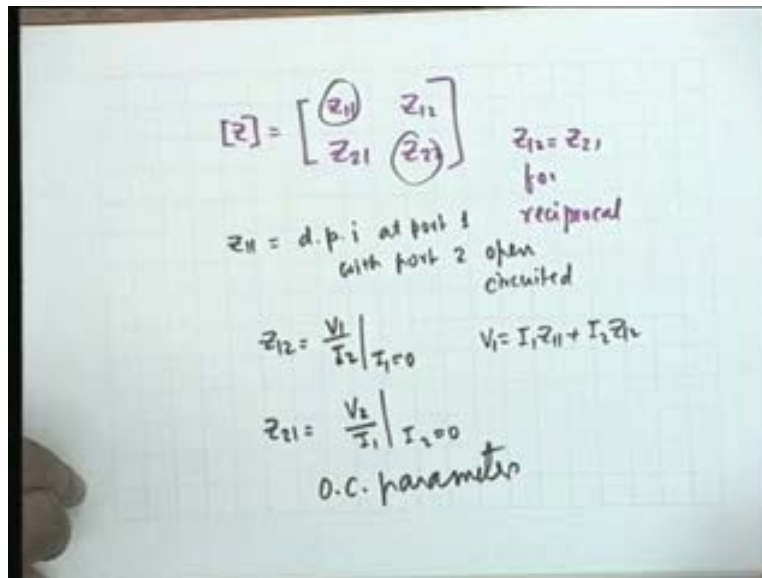 [Z] = [ Z11 Z12
Z21 Z22 ]
Z12 = Z21
for
reciprocal
Z11 = d.p.i at port 1
with port 2 open
circuited
Z12 = V1/I2 | I1=0 V1 = I1Z11 + I2Z12
Z21 = V2/I1 | I2=0
O.C. parameter